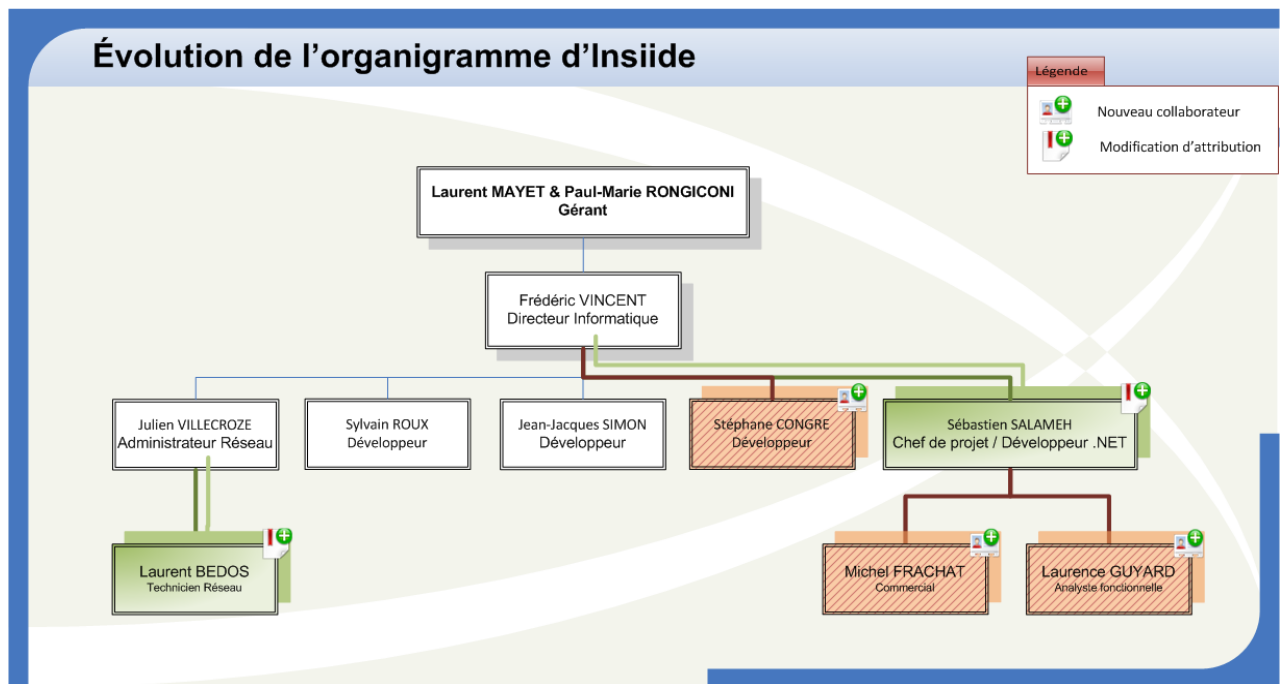 Évolution de l'organigramme d'Insiide
Légende
Nouveau collaborateur
Modification d'attribution
Laurent MAYET & Paul-Marie RONGICONI
Gérant
Frédéric VINCENT
Directeur Informatique
Julien VILLECROZE
Administrateur Réseau
Sylvain ROUX
Développeur
Jean-Jacques SIMON
Développeur
Stéphane CONGRE
Développeur
Sébastien SALAMEH
Chef de projet / Développeur .NET
Laurent BEDOS
Technicien Réseau
Michel FRACHAT
Commercial
Laurence GUYARD
Analyste fonctionnelle